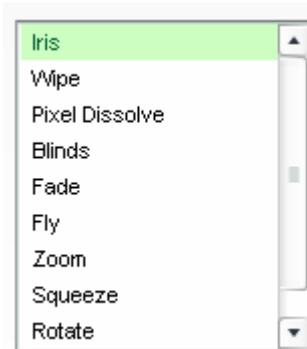 Iris
Wipe
Pixel Dissolve
Blinds
Fade
Fly
Zoom
Squeeze
Rotate